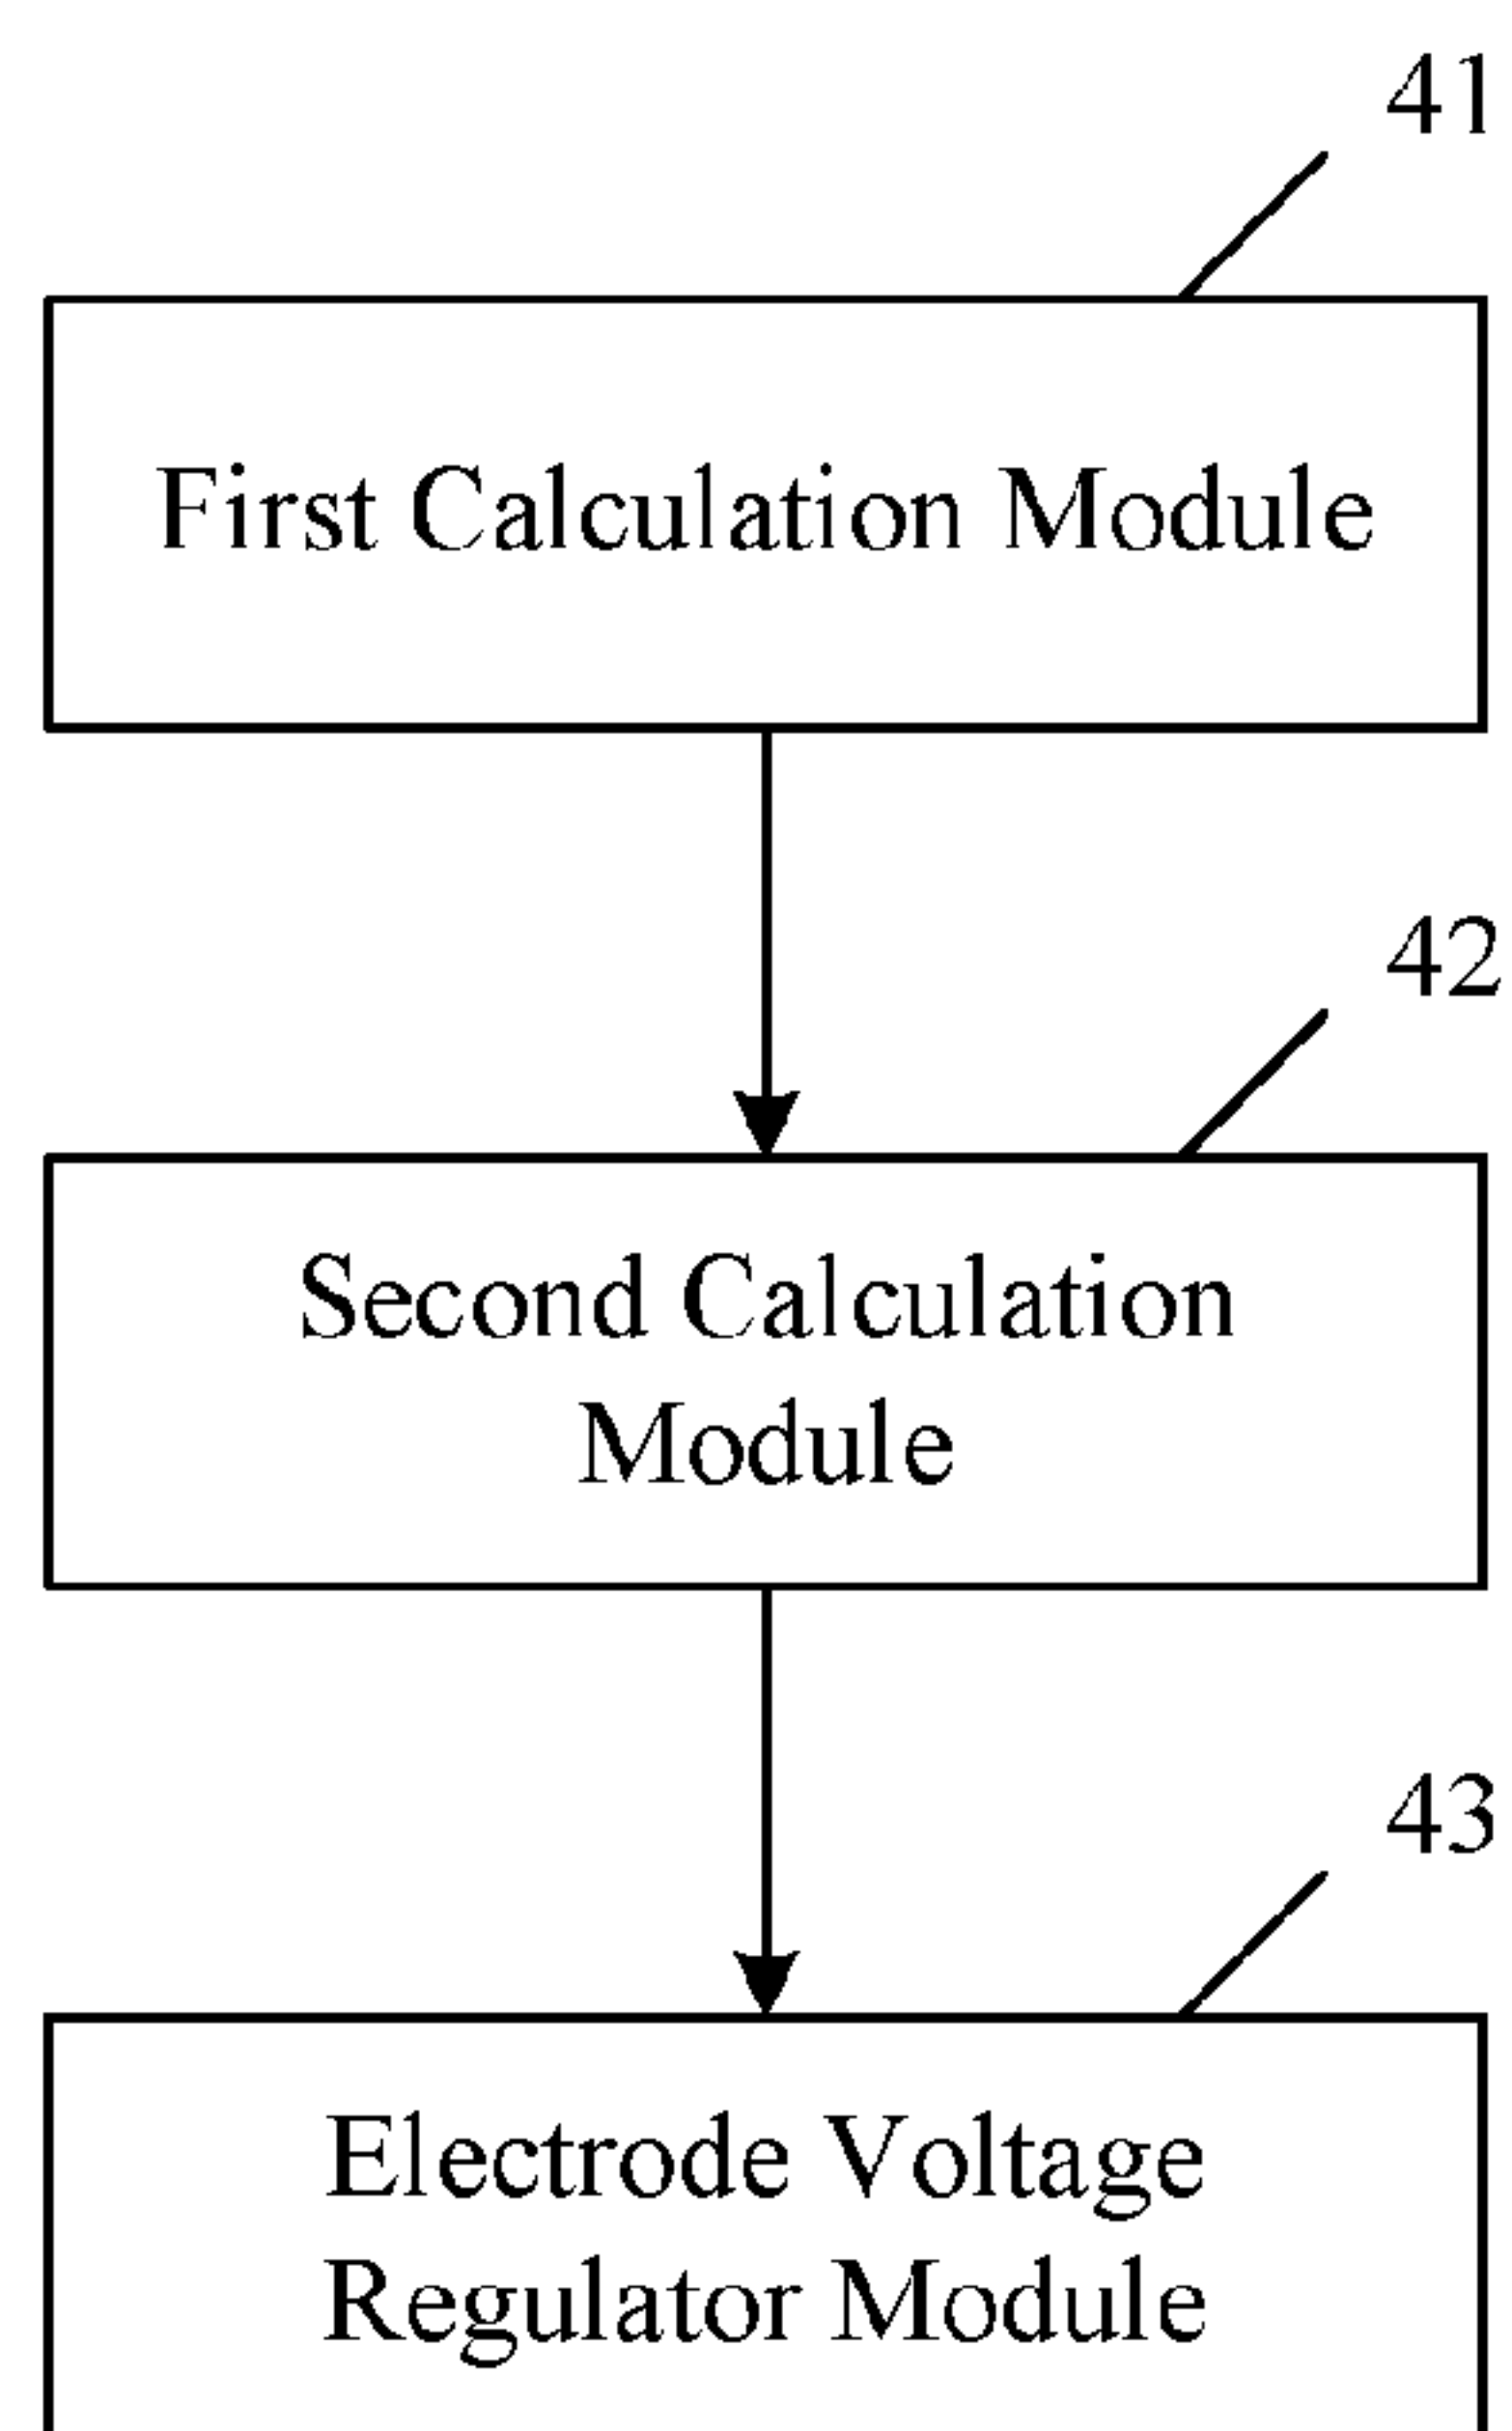 41
First Calculation Module
42
Second Calculation
Module
43
Electrode Voltage
Regulator Module